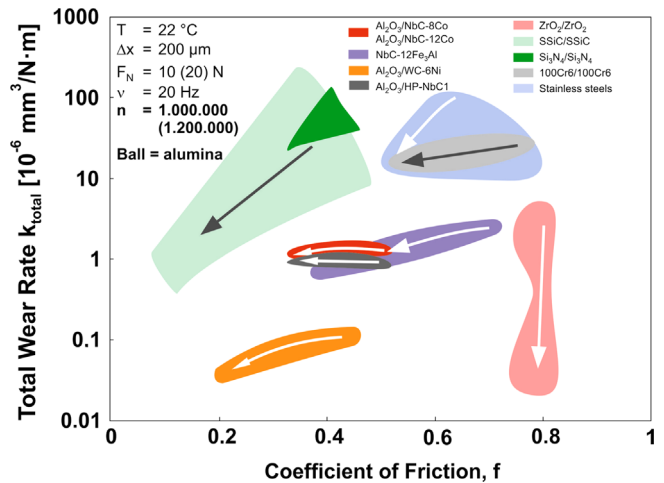 T = 22 °C
Δx = 200 µm
F_N = 10 (20) N
ν = 20 Hz
n = 1.000.000
(1.200.000)
Ball = alumina
Al₂O₃/NbC-8Co
Al₂O₃/NbC-12Co
NbC-12Fe₃Al
Al₂O₃/WC-6Ni
Al₂O₃/HP-NbC1
ZrO₂/ZrO₂
SSiC/SSiC
Si₃N₄/Si₃N₄
100Cr6/100Cr6
Stainless steels
Total Wear Rate k_total [10⁻⁶ mm³/N·m]
1000
100
10
1
0.1
0.01
0 0.2 0.4 0.6 0.8 1
Coefficient of Friction, f